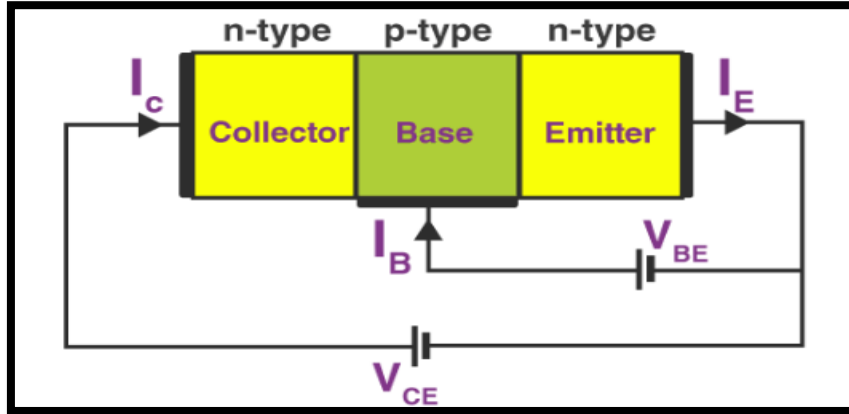 n-type p-type n-type
Ic IE
Collector Base Emitter
IB
VBE
VCE